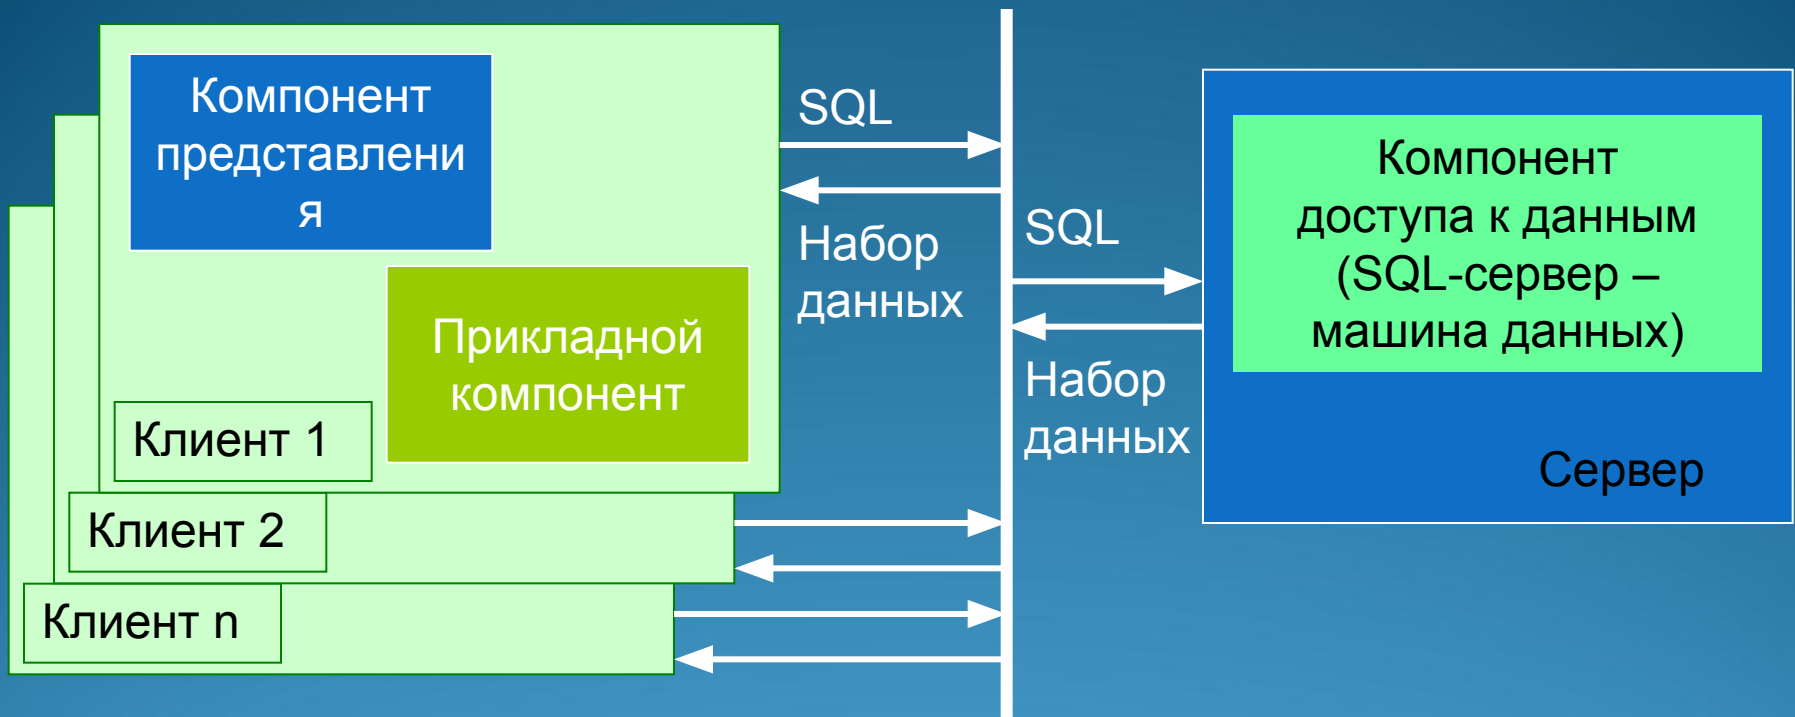 Компонент
представлени
я
Прикладной
компонент
Клиент 1
Клиент 2
Клиент n
SQL
Набор
данных
SQL
Набор
данных
Компонент
доступа к данным
(SQL-сервер –
машина данных)
Сервер